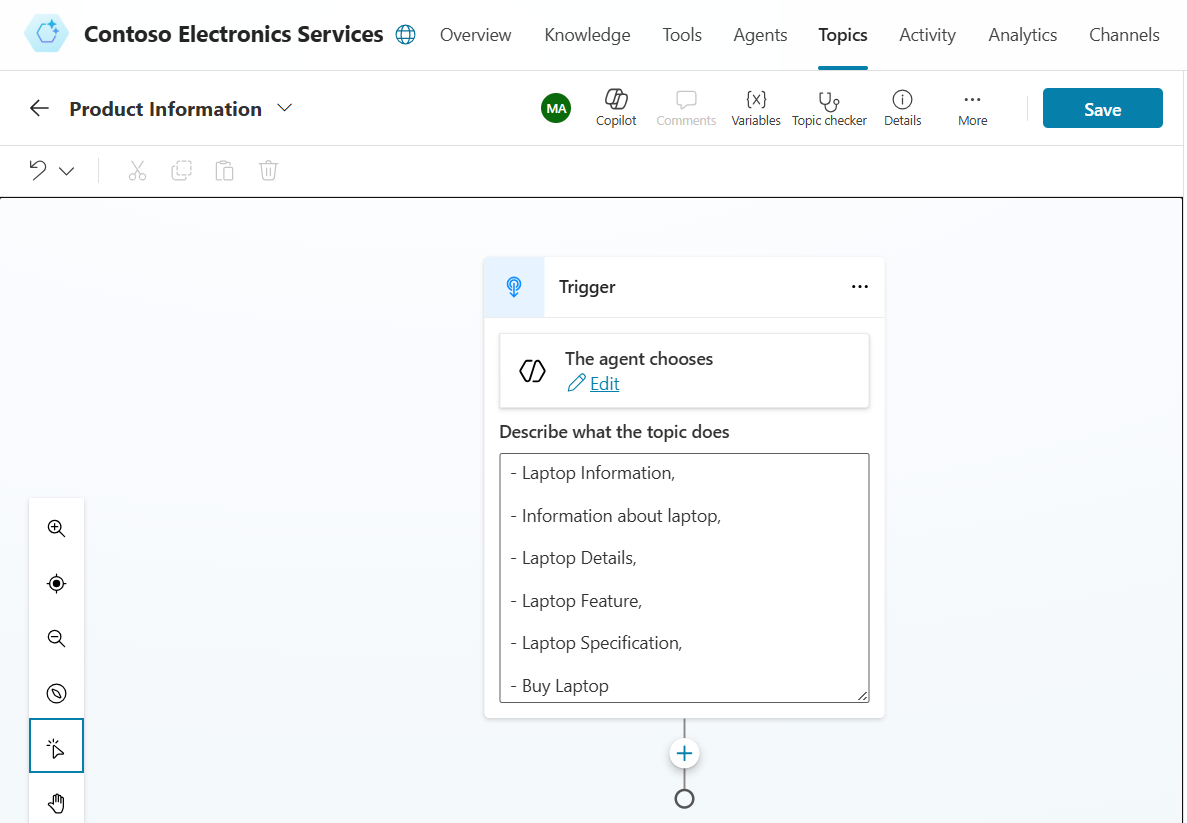 Contoso Electronics Services Overview Knowledge Tools Agents Topics Activity Analytics Channels
Product Information MA Copilot Comments {x} Variables Topic checker Details More Save
Trigger
The agent chooses
Edit
Describe what the topic does
- Laptop Information,
- Information about laptop,
- Laptop Details,
- Laptop Feature,
- Laptop Specification,
- Buy Laptop